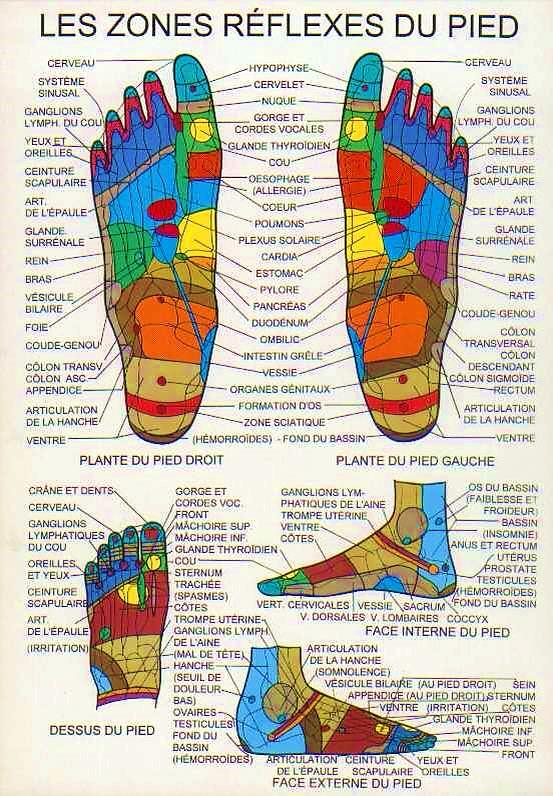 LES ZONES RÉFLEXES DU PIED
CERVEAU
SYSTÈME
SINUSAL
GANGLIONS
LYMPH. DU COU
YEUX ET
OREILLES
CEINTURE
SCAPULAIRE
ART.
DE L'ÉPAULE
GLANDE.
SURRÉNALE
REIN
BRAS
VÉSICULE
BILIAIRE
FOIE
COUDE-GENOU
CÔLON TRANSV
CÔLON ASC.
APPENDICE
ARTICULATION
DE LA HANCHE
VENTRE
HYPOPHYSE
CERVELET
NUQUE
GORGE ET
CORDES VOCALES
GLANDE THYROÏDIEN
COU
OESOPHAGE
(ALLERGIE)
COEUR
POUMONS
PLEXUS SOLAIRE
CARDIA
ESTOMAC
PYLORE
PANCRÉAS
DUODÉNUM
OMBILIC
INTESTIN GRÊLE
VESSIE
ORGANES GÉNITAUX
FORMATION D'OS
ZONE SCIATIQUE
(HÉMORROÏDES) - FOND DU BASSIN
CERVEAU
SYSTÈME
SINUSAL
GANGLIONS
LYMPH. DU COU
YEUX ET
OREILLES
CEINTURE
SCAPULAIRE
ART
DE L'ÉPAULE
GLANDE
SURRÉNALE
REIN
BRAS
RATE
COUDE-GENOU
CÔLON
TRANSVERSAL
CÔLON
DESCENDANT
CÔLON SIGMOÏDE
RECTUM
ARTICULATION
DE LA HANCHE
VENTRE
PLANTE DU PIED DROIT
PLANTE DU PIED GAUCHE
CRÂNE ET DENTS
CERVEAU
GANGLIONS
LYMPHATIQUES
DU COU
OREILLES
ET YEUX
CEINTURE
SCAPULAIRE
ART.
DE L'ÉPAULE
(IRRITATION)
DESSUS DU PIED
GORGE ET
CORDES VOC.
FRONT
MÂCHOIRE SUP.
MÂCHOIRE INF.
GLANDE THYROÏDIEN
COU
STERNUM
TRACHÉE
(SPASMES)
CÔTES
TROMPE UTÉRINE
GANGLIONS LYMPH.
DE L'AINE
(MAL DE TÊTE)
HANCHE
(SEUIL DE
DOULEUR
BAS)
OVAIRES
TESTICULES
FOND DU
BASSIN
(HÉMORROÏDES)
GANGLIONS LYM-
PHATIQUES DE L'AINE
TROMPE UTÉRINE
VENTRE
CÔTES
OS DU BASSIN
(FAIBLESSE ET
FROIDEUR)
BASSIN
(INSOMNIE)
ANUS ET RECTUM
UTÉRUS
PROSTATE
TESTICULES
(HÉMORROÏDES)
FOND DU BASSIN
VERT. CERVICALES
V. DORSALES
VESSIE
V. LOMBAIRES
SACRUM
COCCYX
FACE INTERNE DU PIED
ARTICULATION
DE LA HANCHE
(SOMNOLENCE)
VÉSICULE BILIAIRE (AU PIED DROIT)
SEIN
APPENDICE (AU PIED DROIT)
STERNUM
VENTRE (IRRITATION)
CÔTES
GLANDE THYROÏDIEN
MÂCHOIRE INF.
MÂCHOIRE SUP.
FRONT
ARTICULATION
DE L'ÉPAULE
CEINTURE
SCAPULAIRE
YEUX ET
OREILLES
FACE EXTERNE DU PIED